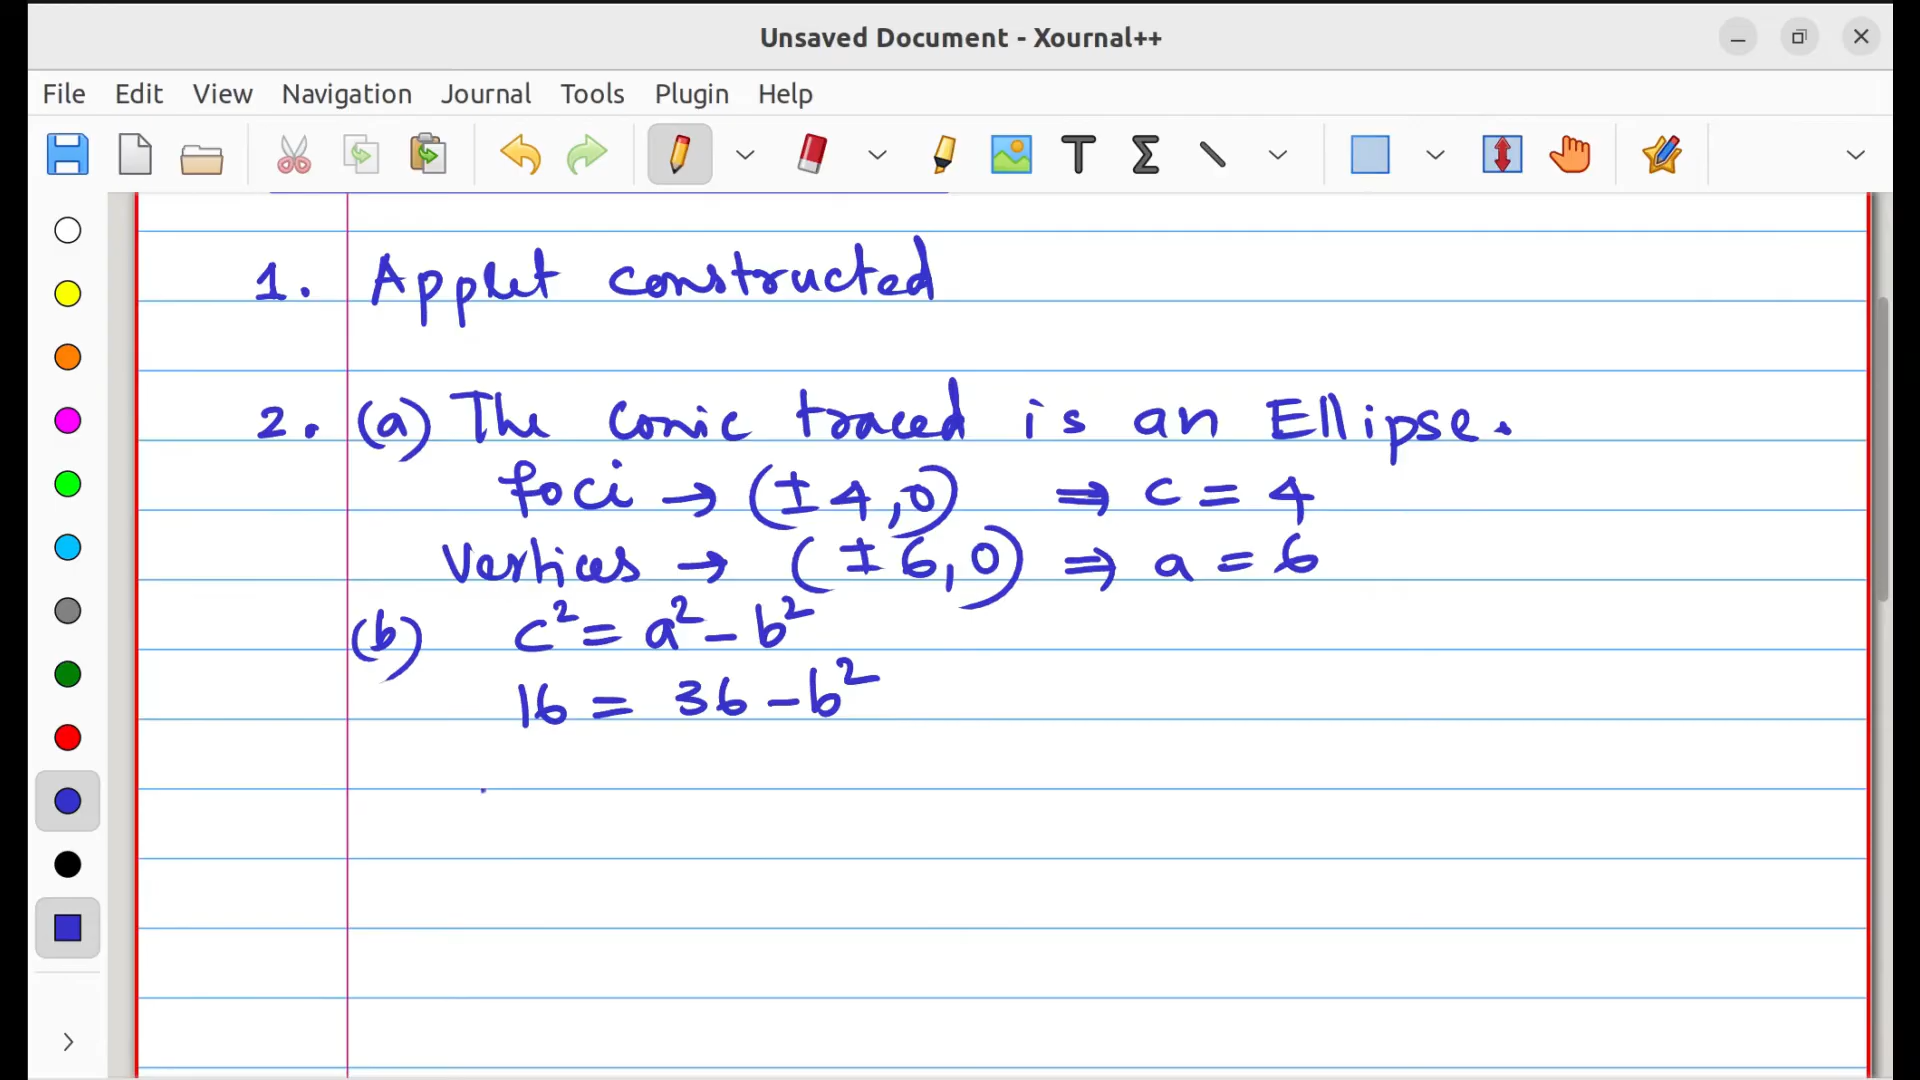 Unsaved Document - Xournal++
File Edit View Navigation Journal Tools Plugin Help
1. Applet constructed
2. (a) The conic traced is an Ellipse.
foci → (±4,0) ⇒ c = 4
Vertices → (±6,0) ⇒ a = 6
(b) c² = a² - b²
16 = 36 - b²